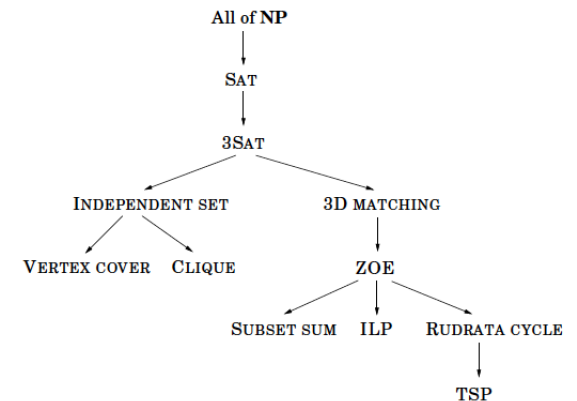 All of NP
SAT
3SAT
INDEPENDENT SET 3D MATCHING
VERTEX COVER CLIQUE ZOE
SUBSET SUM ILP RUDRATA CYCLE
TSP